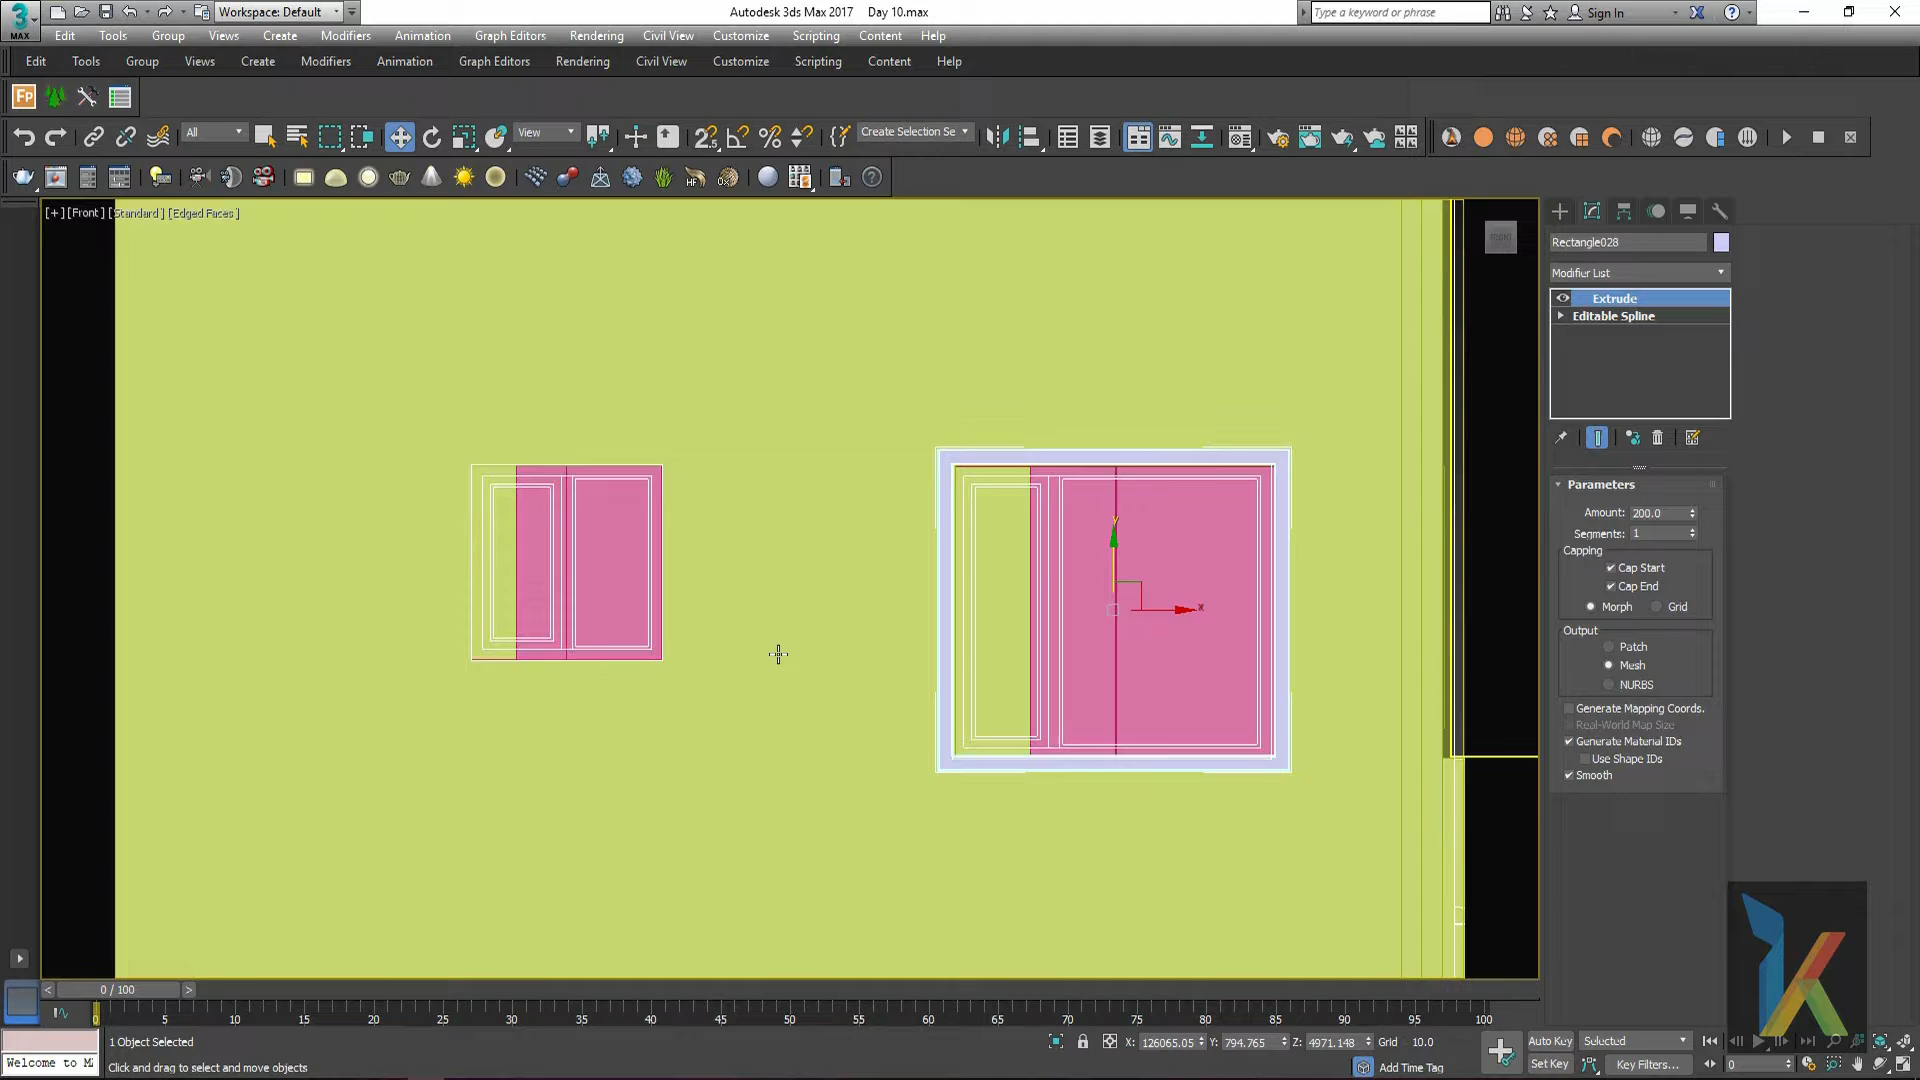 Workspace: Default
Autodesk 3ds Max 2017 Day 10.max
Type a keyword or phrase
Sign In
MAX
Edit Tools Group Views Create Modifiers Animation Graph Editors Rendering Civil View Customize Scripting Content Help
Edit Tools Group Views Create Modifiers Animation Graph Editors Rendering Civil View Customize Scripting Content Help
All
View
Create Selection Se
[+] [Front] [Standard] [Edged Faces]
Rectangle028
Modifier List
Extrude
Editable Spline
Parameters
Amount: 200.0
Segments: 1
Capping
Cap Start
Cap End
Morph Grid
Output
Patch
Mesh
NURBS
Generate Mapping Coords.
Real-World Map Size
Generate Material IDs
Use Shape IDs
Smooth
y
x
0 / 100
0 5 10 15 20 25 30 35 40 45 50 55 60 65 70 75 80 85 90 95 100
1 Object Selected
X: 126065.05 Y: 794.765 Z: 4971.148 Grid 10.0
Auto Key Selected
Welcome to M
Click and drag to select and move objects
Add Time Tag
Set Key Key Filters...
0